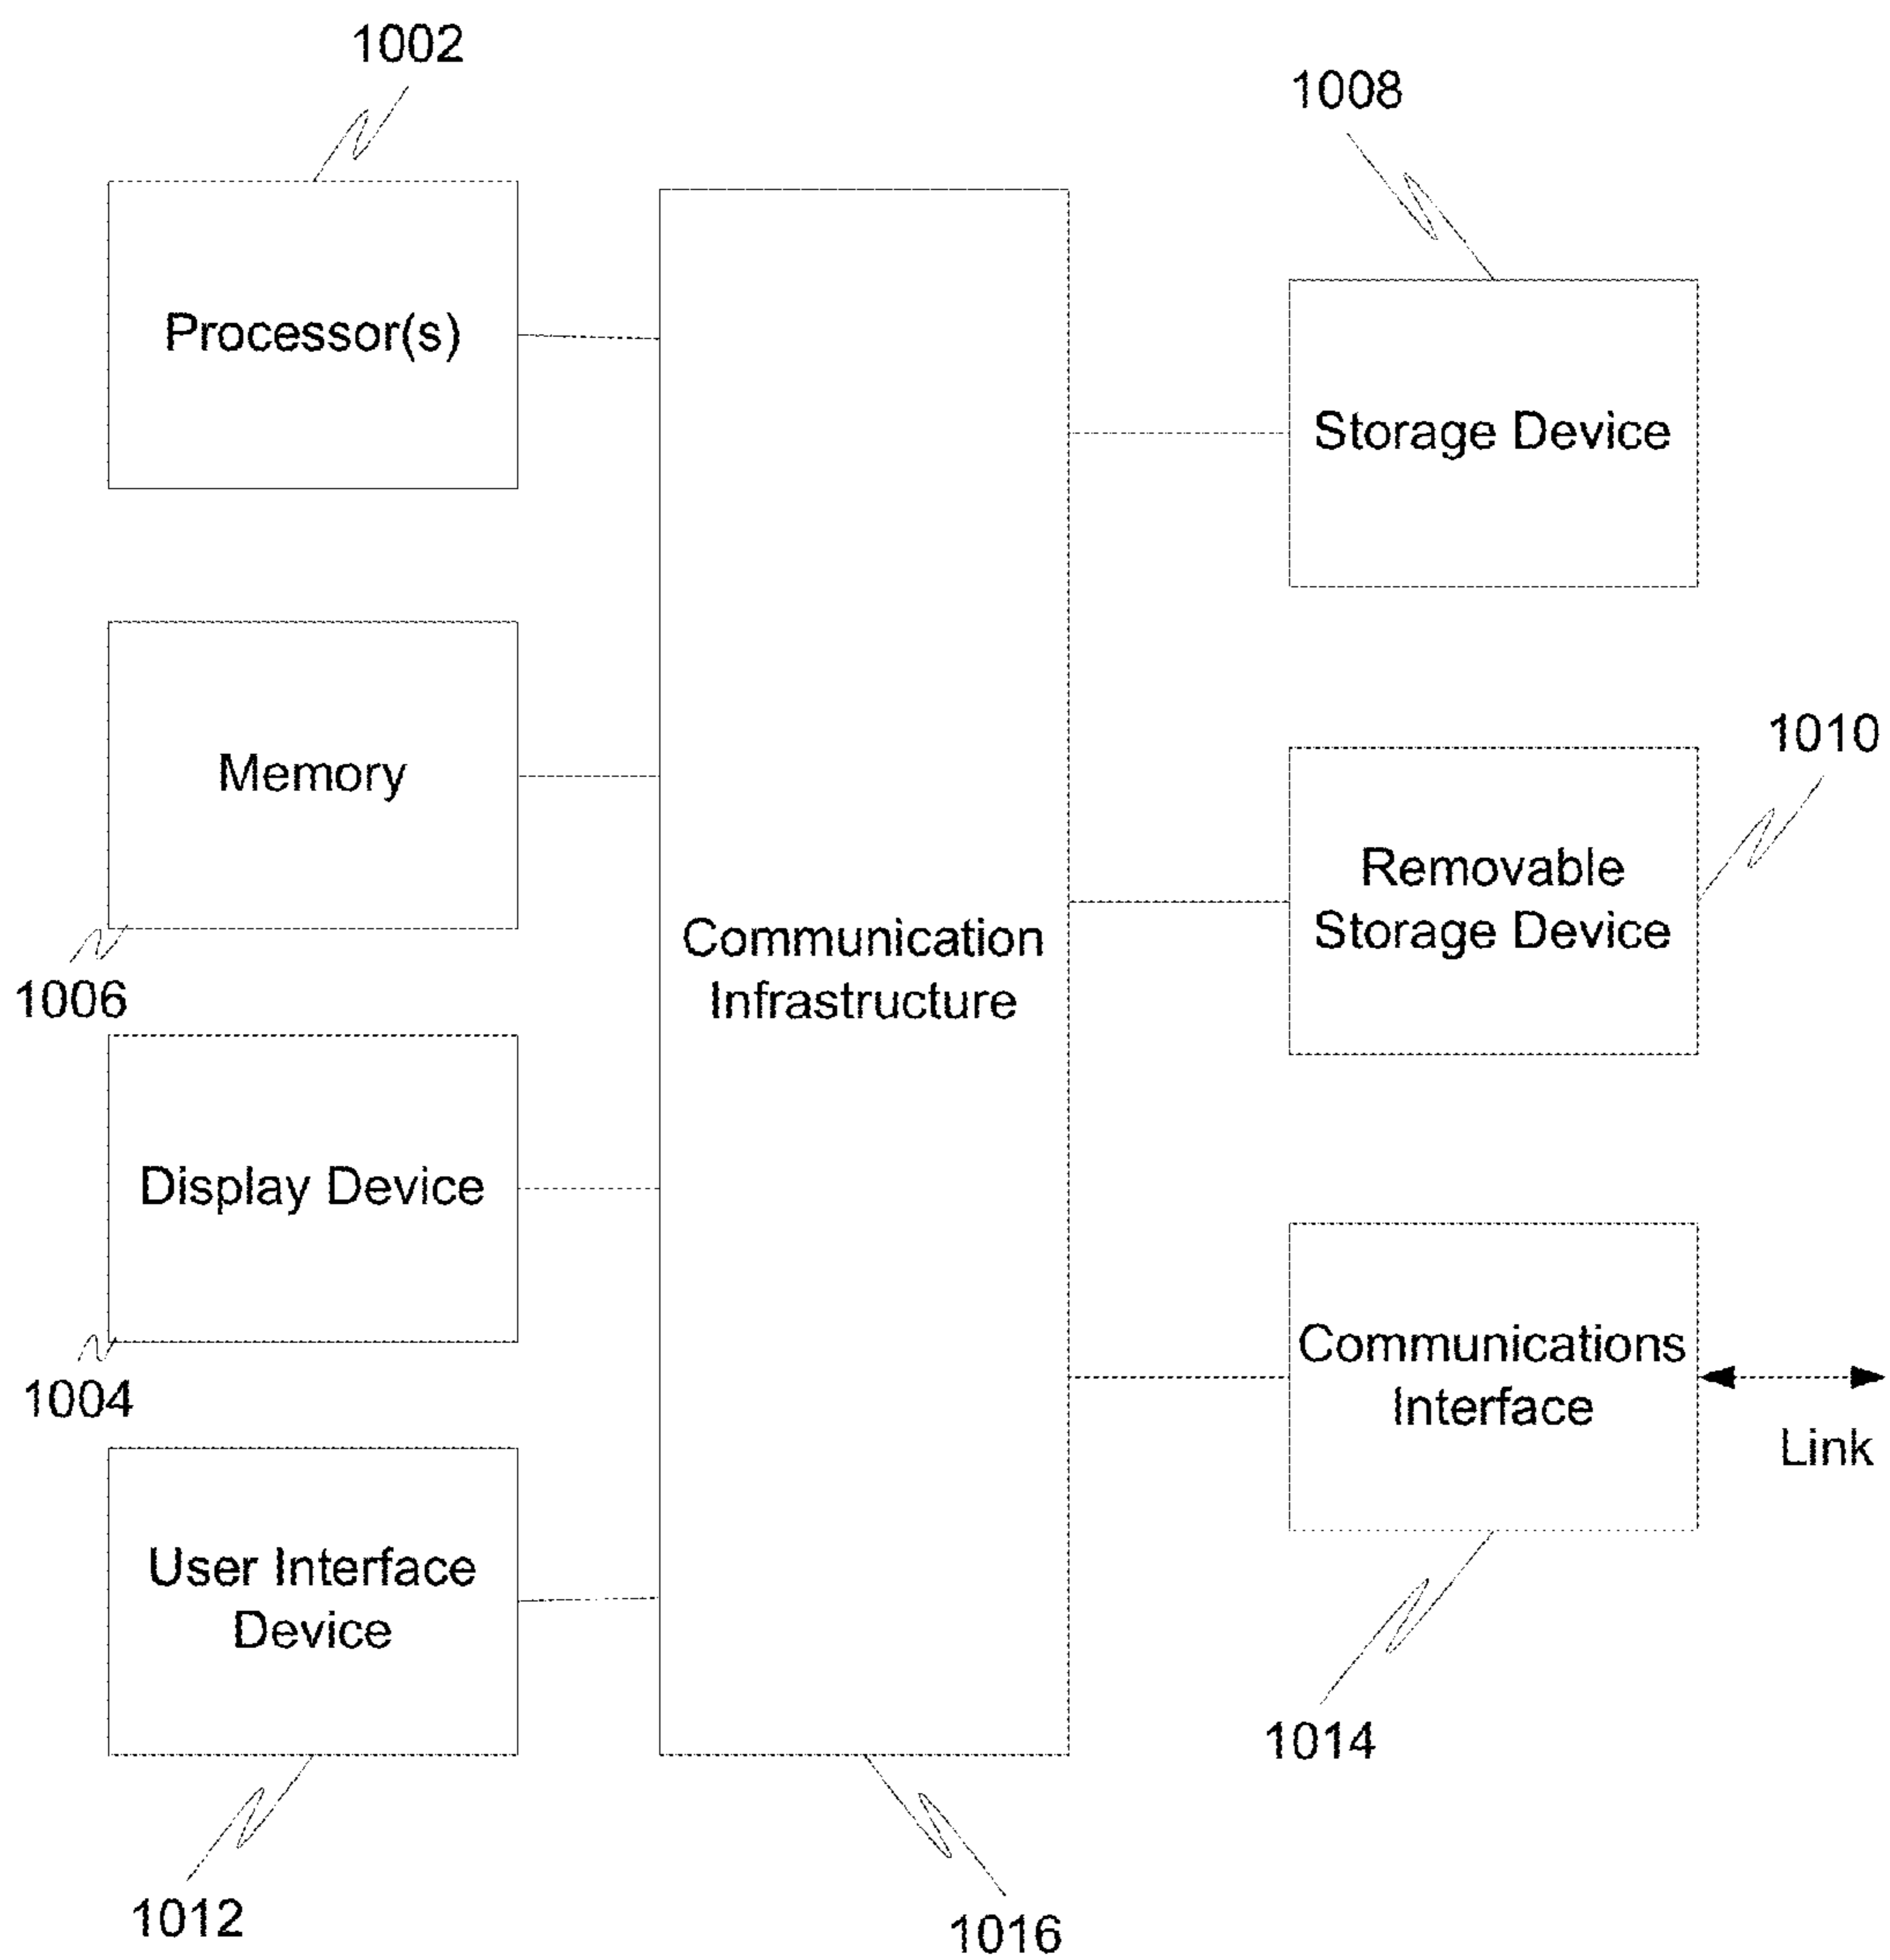 1002
1008
Processor(s)
Storage Device
Memory
1010
Removable
Storage Device
Communication
Infrastructure
1006
Display Device
Communications
Interface
1004
Link
User Interface
Device
1014
1012
1016